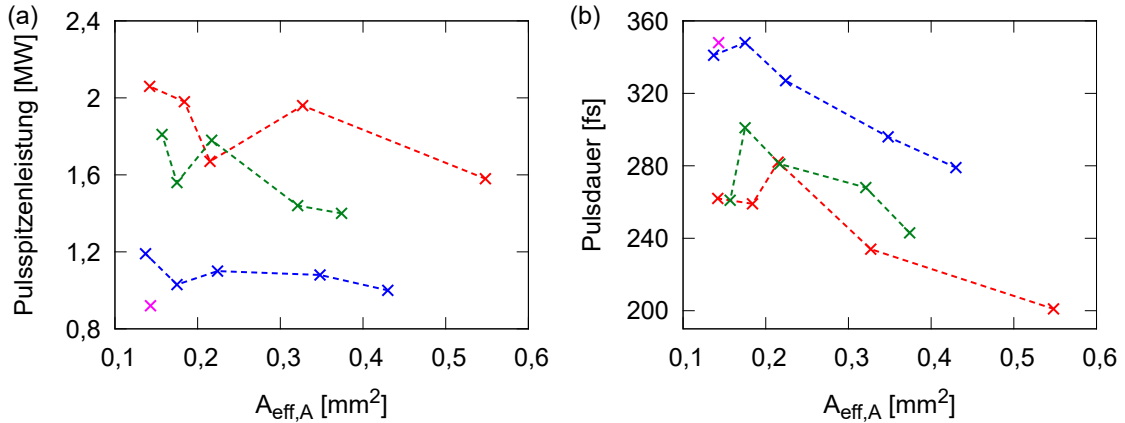 (a)
Pulsspitzenleistung [MW]
2,4
2
1,6
1,2
0,8
0,1 0,2 0,3 0,4 0,5 0,6
A_eff,A [mm²]
(b)
Pulsdauer [fs]
360
320
280
240
200
0,1 0,2 0,3 0,4 0,5 0,6
A_eff,A [mm²]